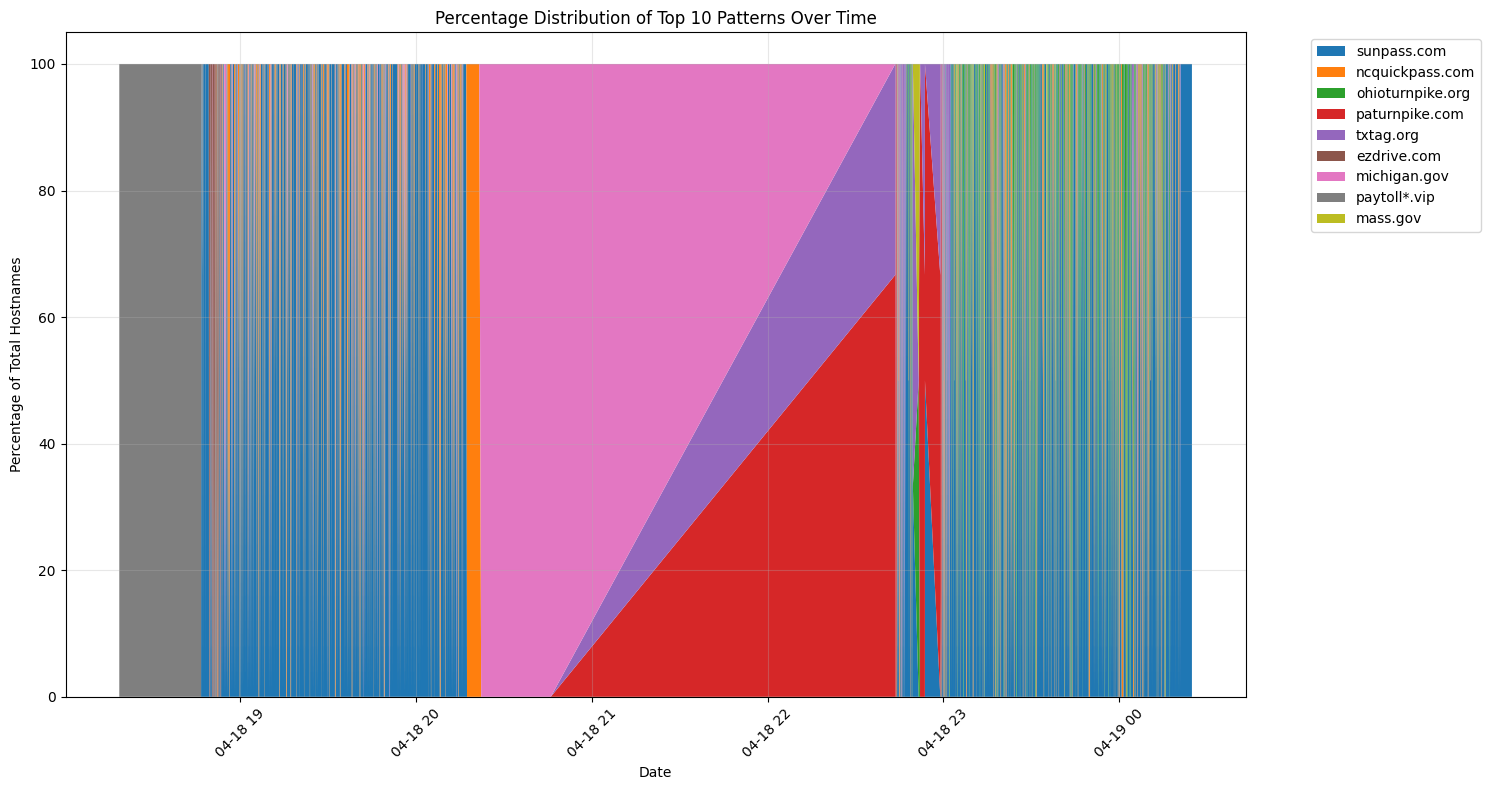 Percentage Distribution of Top 10 Patterns Over Time
Percentage of Total Hostnames
100
80
60
40
20
0
04-18 19
04-18 20
04-18 21
04-18 22
04-18 23
04-19 00
Date
sunpass.com
ncquickpass.com
ohioturnpike.org
paturnpike.com
txtag.org
ezdrive.com
michigan.gov
paytoll*.vip
mass.gov